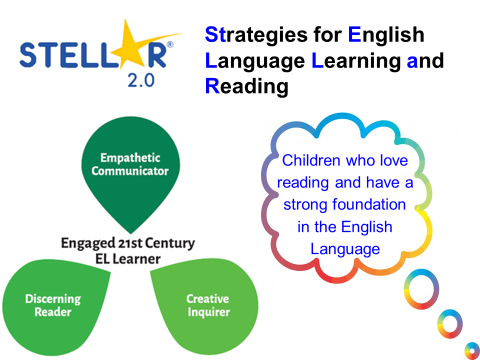 STELLAR®
2.0
Strategies for English
Language Learning and
Reading
Empathetic
Communicator
Engaged 21st Century
EL Learner
Discerning
Reader
Creative
Inquirer
Children who love
reading and have a
strong foundation
in the English
Language